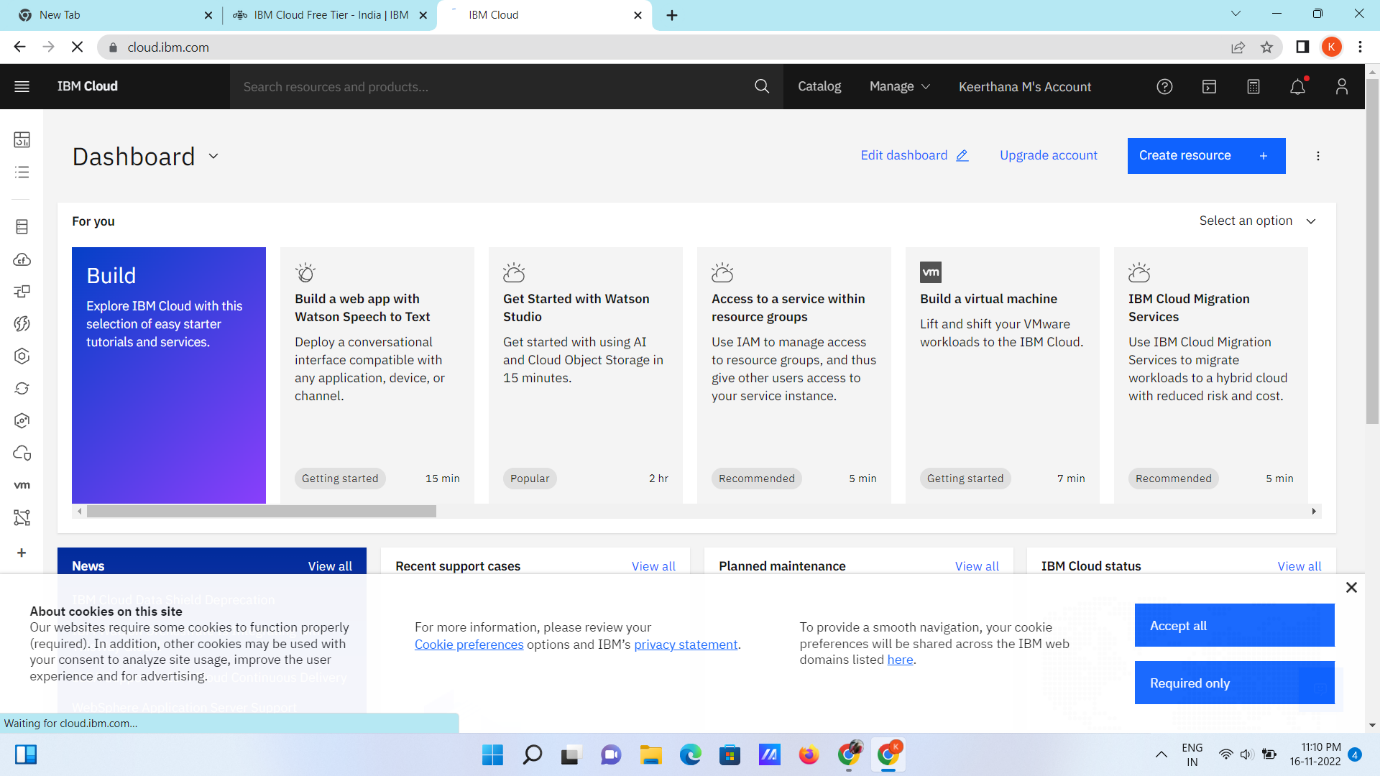 New Tab
IBM Cloud Free Tier - India | IBM
IBM Cloud
cloud.ibm.com
K
IBM Cloud
Search resources and products...
Catalog
Manage
Keerthana M's Account
Dashboard
Edit dashboard
Upgrade account
Create resource +
For you
Select an option
Build
Explore IBM Cloud with this
selection of easy starter
tutorials and services.
Build a web app with
Watson Speech to Text
Deploy a conversational
interface compatible with
any application, device, or
channel.
Getting started
15 min
Get Started with Watson
Studio
Get started with using AI
and Cloud Object Storage in
15 minutes.
Popular
2 hr
Access to a service within
resource groups
Use IAM to manage access
to resource groups, and thus
give other users access to
your service instance.
Recommended
5 min
vm
Build a virtual machine
Lift and shift your VMware
workloads to the IBM Cloud.
Getting started
7 min
IBM Cloud Migration
Services
Use IBM Cloud Migration
Services to migrate
workloads to a hybrid cloud
with reduced risk and cost.
Recommended
5 min
vm
News
View all
Recent support cases
View all
Planned maintenance
View all
IBM Cloud status
View all
IBM Cloud Data Shield Deprecation
About cookies on this site
Our websites require some cookies to function properly
(required). In addition, other cookies may be used with
your consent to analyze site usage, improve the user
experience and for advertising.
Continuous Delivery
WebSphere Application Server Support
For more information, please review your
Cookie preferences options and IBM's privacy statement.
To provide a smooth navigation, your cookie
preferences will be shared across the IBM web
domains listed here.
Accept all
Required only
Waiting for cloud.ibm.com...
K
ENG
IN
11:10 PM
16-11-2022
4